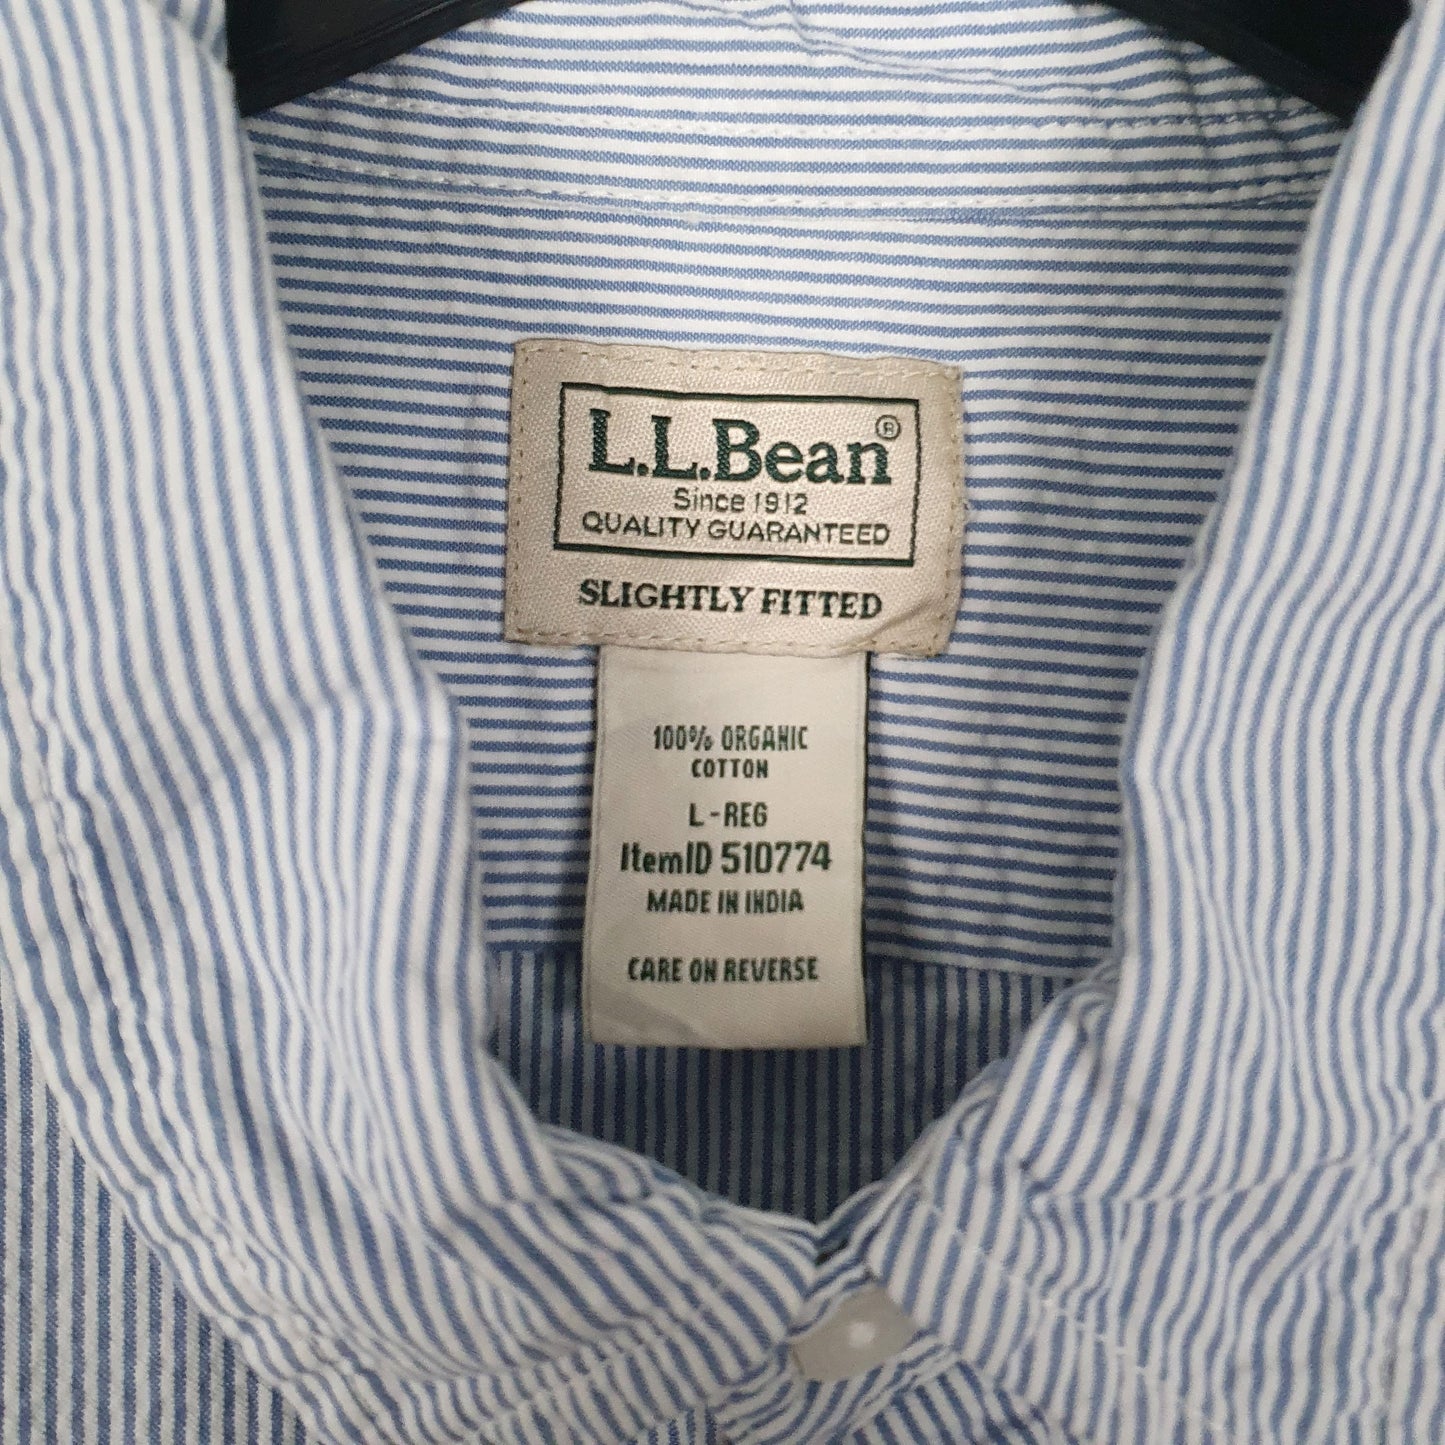 L.L.Bean®
Since 1912
QUALITY GUARANTEED
SLIGHTLY FITTED
100% ORGANIC
COTTON
L-REG
ItemID 510774
MADE IN INDIA
CARE ON REVERSE